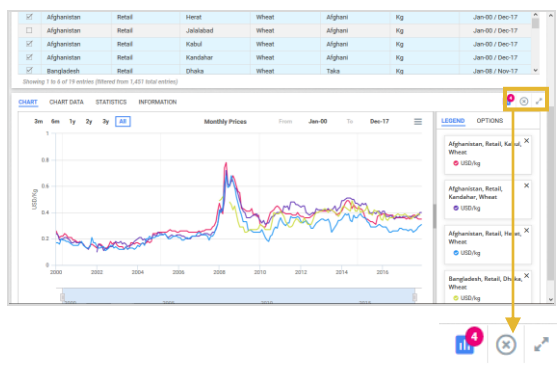 Afghanistan Retail Herat Wheat Afghani Kg Jan-00 / Dec-17
Afghanistan Retail Jalalabad Wheat Afghani Kg Jan-00 / Dec-17
Afghanistan Retail Kabul Wheat Afghani Kg Jan-00 / Dec-17
Afghanistan Retail Kandahar Wheat Afghani Kg Jan-00 / Dec-17
Bangladesh Retail Dhaka Wheat Taka Kg Jan-08 / Nov-17
Showing 1 to 6 of 19 entries (filtered from 1,451 total entries)
CHART CHART DATA STATISTICS INFORMATION
4
3m 6m 1y 2y 3y All Monthly Prices From Jan-00 To Dec-17
LEGEND OPTIONS
Afghanistan, Retail, Kabul,
Wheat
USD/kg
Afghanistan, Retail,
Kandahar, Wheat
USD/kg
Afghanistan, Retail, Herat,
Wheat
USD/kg
Bangladesh, Retail, Dhaka,
Wheat
USD/kg
USD/Kg
1
0.8
0.6
0.4
0.2
0
2000 2002 2004 2006 2008 2010 2012 2014 2016
2000 2005 2010 2015
4